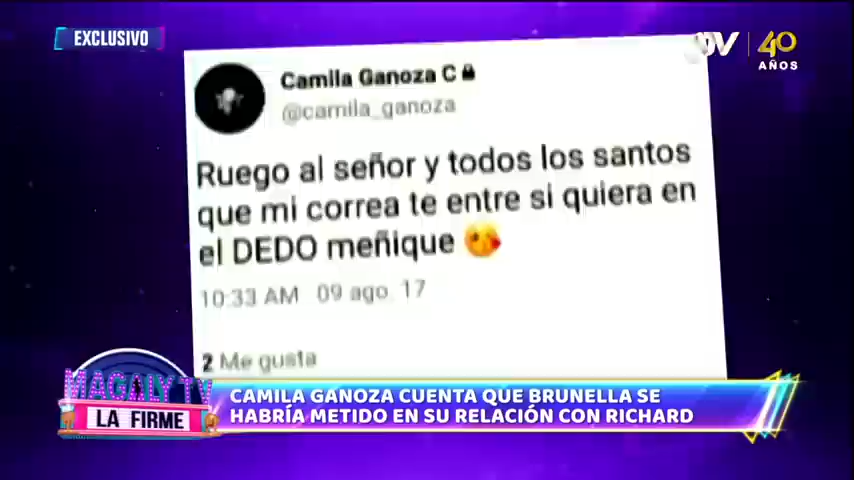 EXCLUSIVO
40
AÑOS
Camila Ganoza C
@camila_ganoza
Ruego al señor y todos los santos
que mi correa te entre si quiera en
el DEDO meñique
10:33 AM 09 ago. 17
2 Me gusta
MAGALY TV
LA FIRME
CAMILA GANOZA CUENTA QUE BRUNELLA SE
HABRÍA METIDO EN SU RELACIÓN CON RICHARD